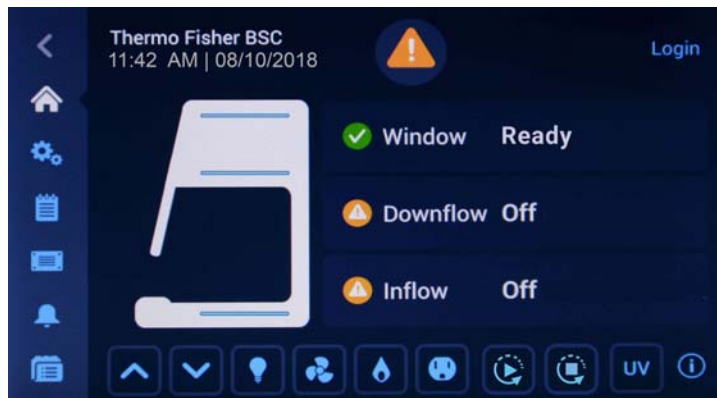 Thermo Fisher BSC
11:42 AM | 08/10/2018
Login
Window Ready
Downflow Off
Inflow Off
UV